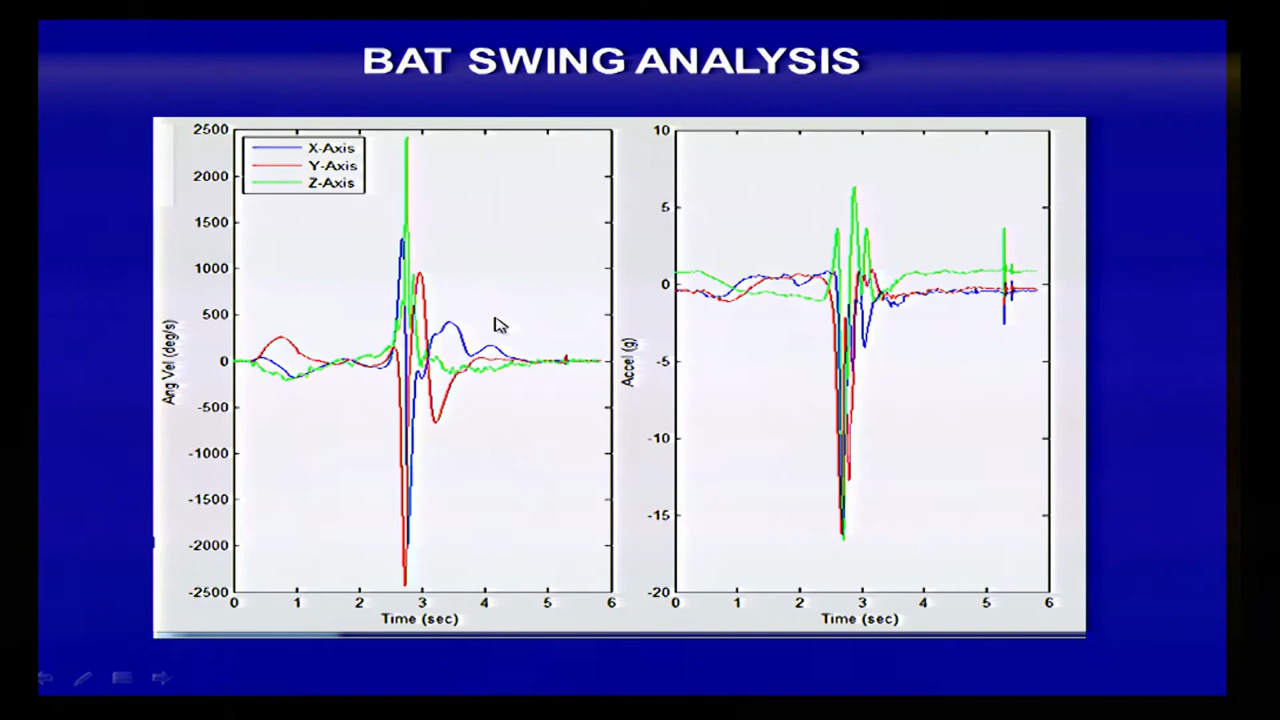 BAT SWING ANALYSIS
2500
2000
1500
1000
500
0
-500
-1000
-1500
-2000
-2500
Ang Vel (deg/s)
X-Axis
Y-Axis
Z-Axis
0 1 2 3 4 5 6
Time (sec)
10
5
0
-5
-10
-15
-20
Accel (g)
0 1 2 3 4 5 6
Time (sec)